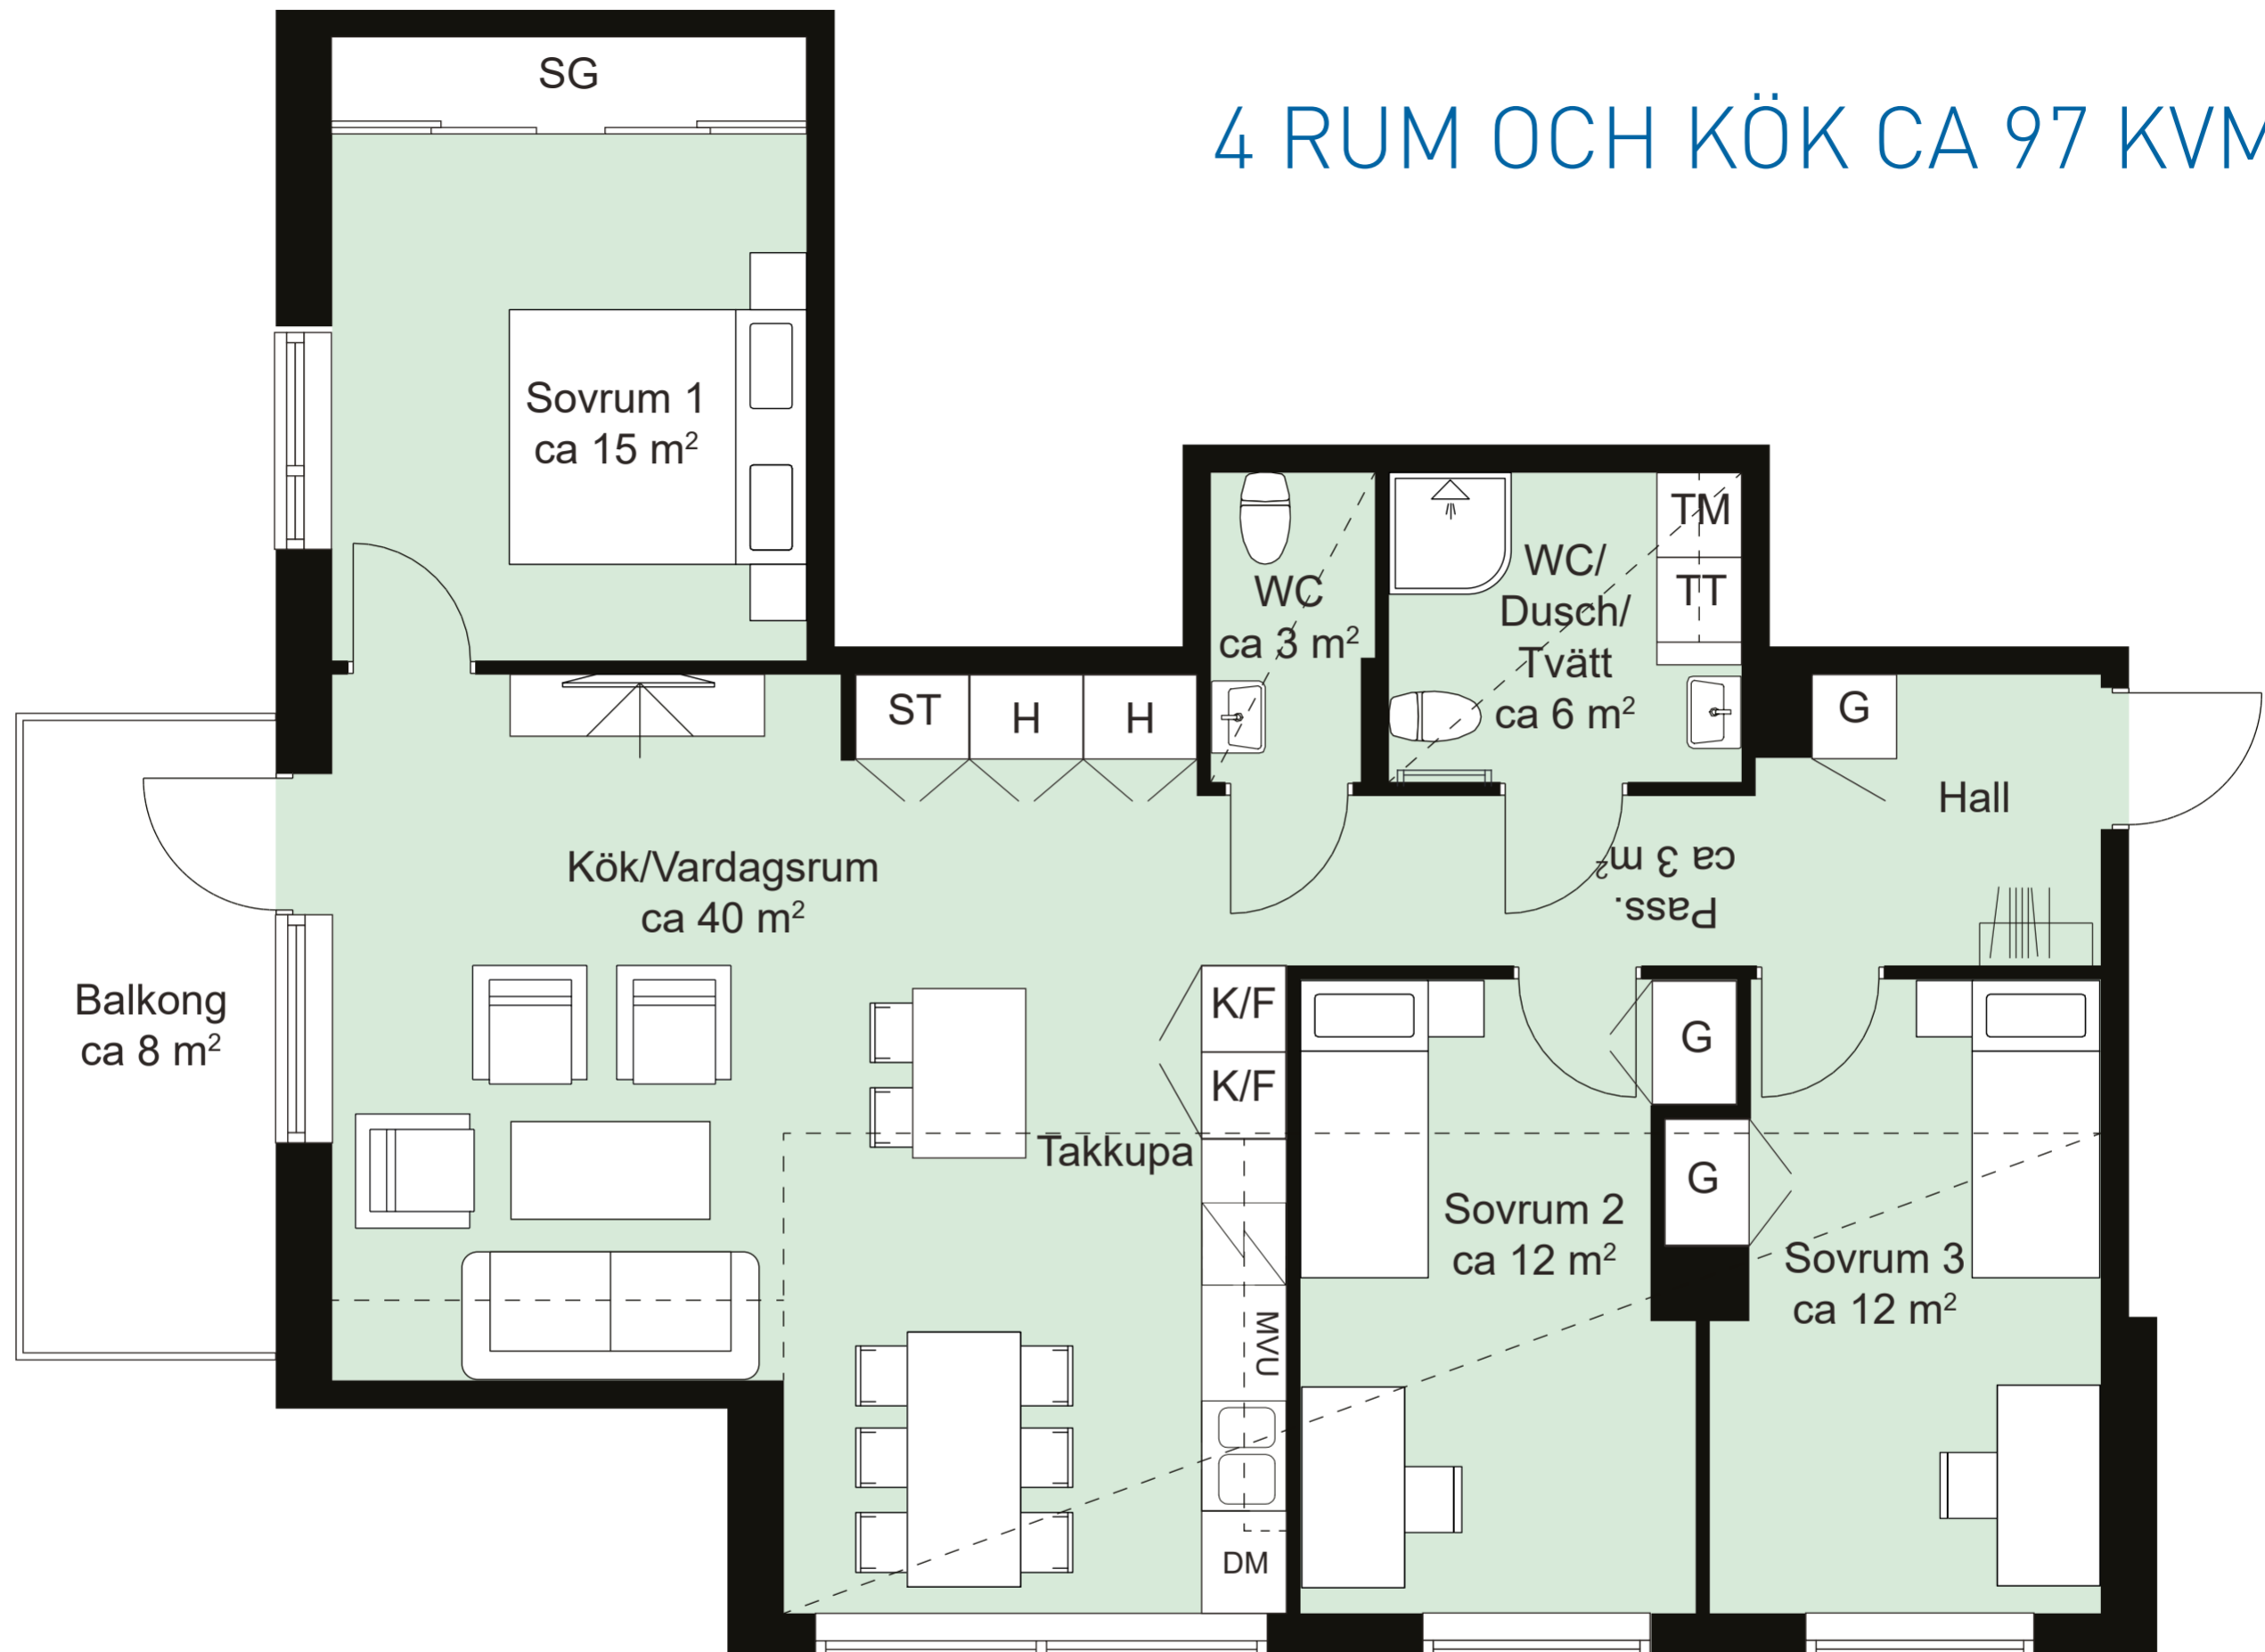 4 RUM OCH KÖK CA 97 KVM
SG
Sovrum 1
ca 15 m²
WC
ca 3 m²
WC/
Dusch/
Tvätt
ca 6 m²
TM
TT
ST
H
H
G
Hall
Pass.
ca 3 m²
Kök/Vardagsrum
ca 40 m²
Balkong
ca 8 m²
K/F
K/F
Takkupa
G
G
Sovrum 2
ca 12 m²
Sovrum 3
ca 12 m²
MVU
DM